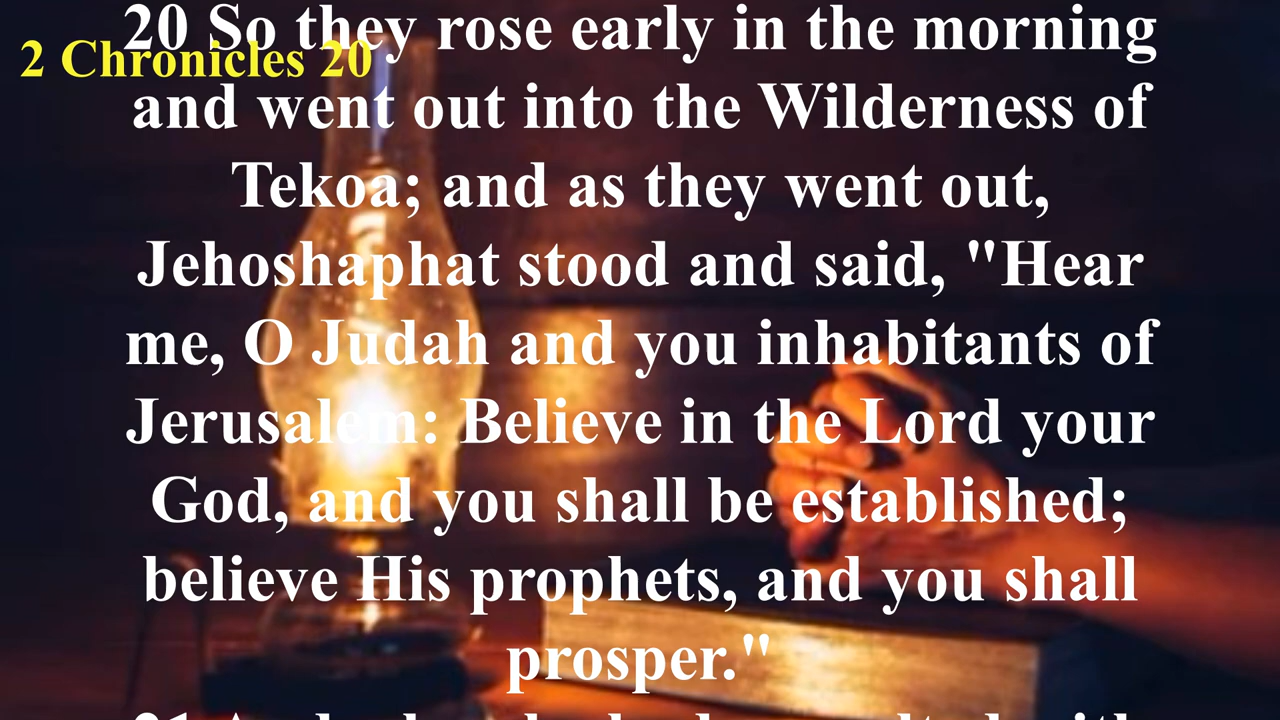 20 So they rose early in the morning
2 Chronicles 20
and went out into the Wilderness of
Tekoa; and as they went out,
Jehoshaphat stood and said, "Hear
me, O Judah and you inhabitants of
Jerusalem: Believe in the Lord your
God, and you shall be established;
believe His prophets, and you shall
prosper."